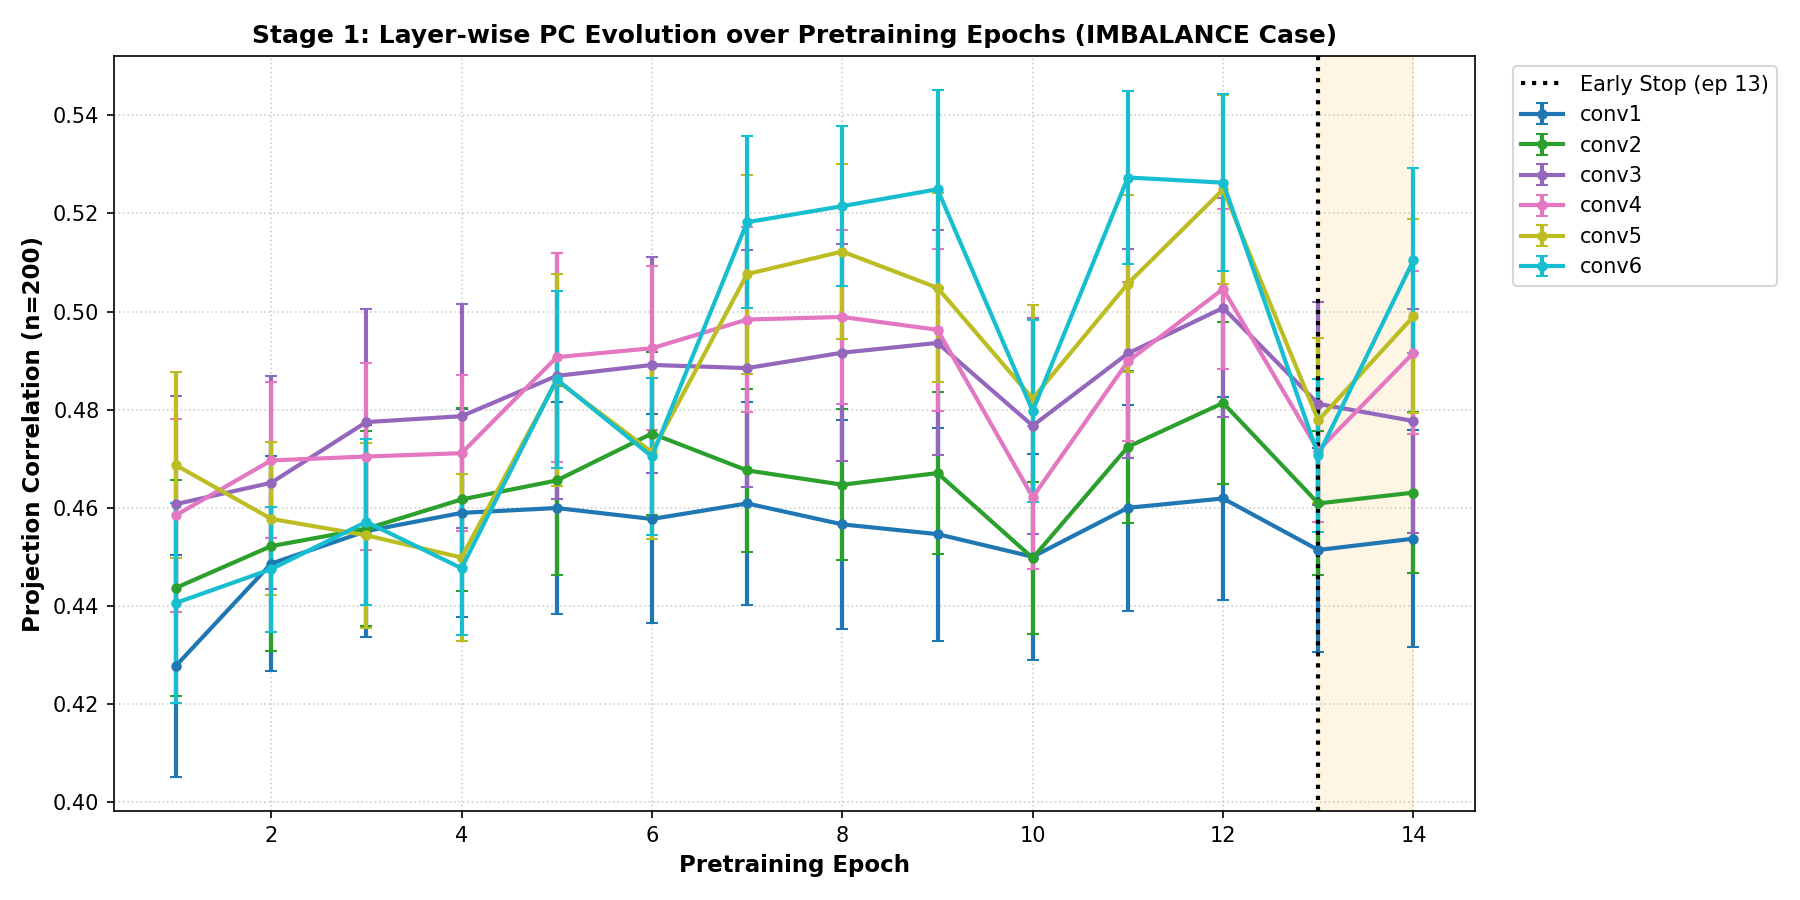 Stage 1: Layer-wise PC Evolution over Pretraining Epochs (IMBALANCE Case)
Projection Correlation (n=200)
0.54
0.52
0.50
0.48
0.46
0.44
0.42
0.40
2
4
6
8
10
12
14
Pretraining Epoch
Early Stop (ep 13)
conv1
conv2
conv3
conv4
conv5
conv6